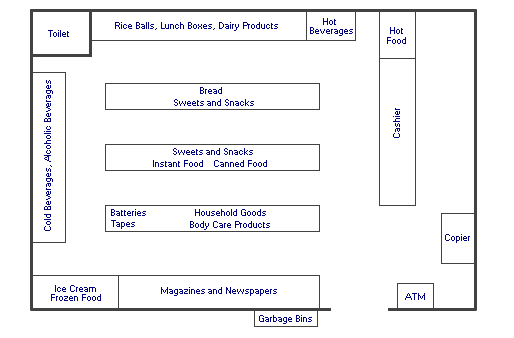 Toilet
Rice Balls, Lunch Boxes, Dairy Products
Hot
Beverages
Hot
Food
Cold Beverages, Alcoholic Beverages
Bread
Sweets and Snacks
Cashier
Sweets and Snacks
Instant Food Canned Food
Batteries
Tapes
Household Goods
Body Care Products
Copier
Ice Cream
Frozen Food
Magazines and Newspapers
ATM
Garbage Bins